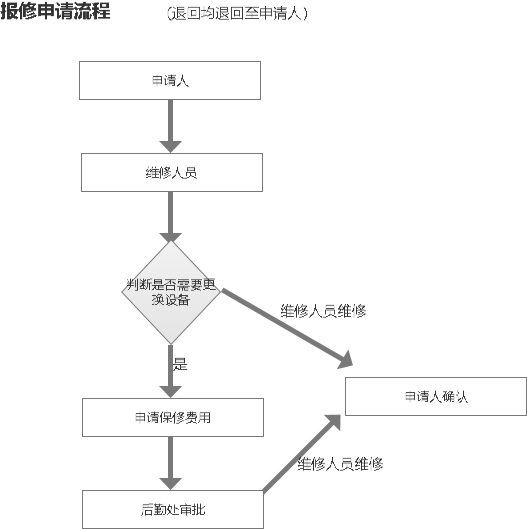 报修申请流程 （退回均退回至申请人）
申请人
维修人员
判断是否需要更
换设备
维修人员维修
是
申请人确认
申请保修费用
维修人员维修
后勤处审批